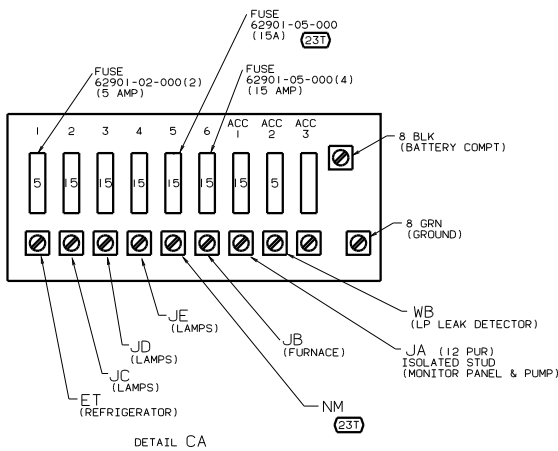 FUSE
62901-05-000
(15A)
23T
FUSE
62901-02-000(2)
(5 AMP)
FUSE
62901-05-000(4)
(15 AMP)
1 2 3 4 5 6 ACC 1 ACC 2 ACC 3
8 BLK
(BATTERY COMPT)
5 15 15 15 15 15 15 5
8 GRN
(GROUND)
WB
(LP LEAK DETECTOR)
JE
(LAMPS)
JB
(FURNACE)
JD
(LAMPS)
JA (12 PUR)
ISOLATED STUD
(MONITOR PANEL & PUMP)
JC
(LAMPS)
ET
(REFRIGERATOR)
NM
23T
DETAIL CA